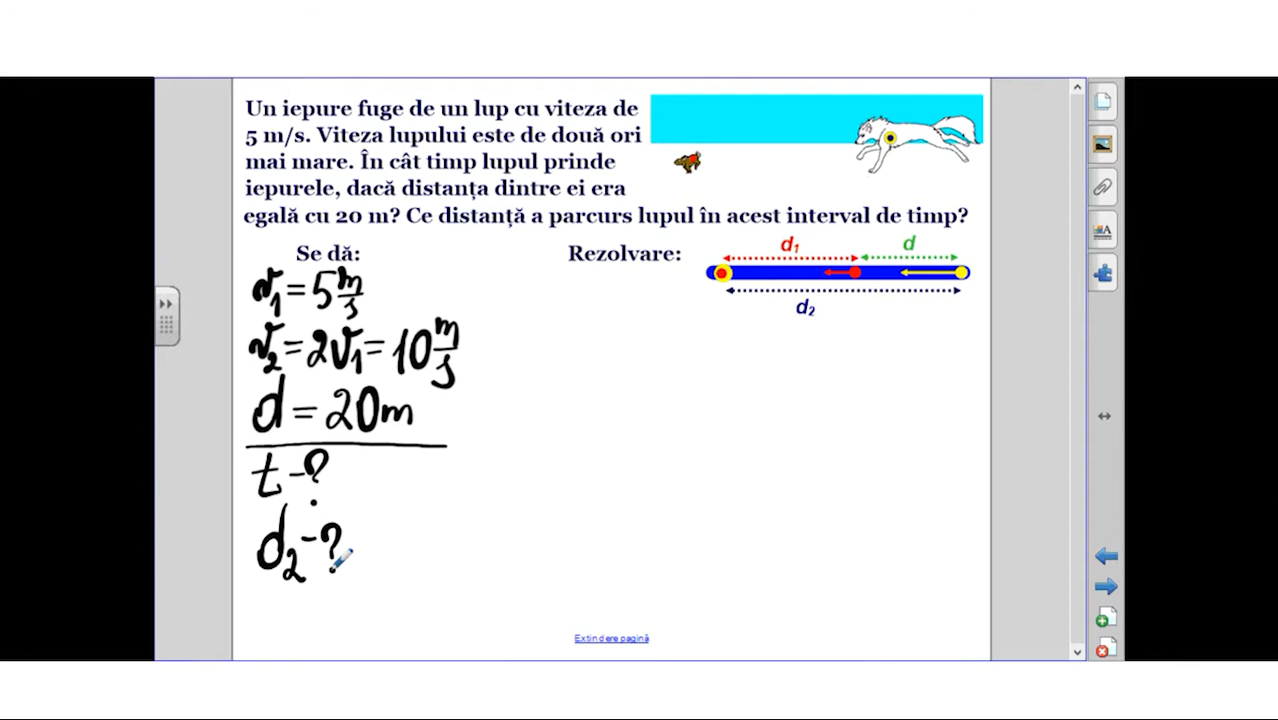 Un iepure fuge de un lup cu viteza de
5 m/s. Viteza lupului este de două ori
mai mare. În cât timp lupul prinde
iepurele, dacă distanța dintre ei era
egală cu 20 m? Ce distanță a parcurs lupul în acest interval de timp?
Se dă:
Rezolvare:
d₁
d
d₂
v₁ = 5 m/s
v₂ = 2v₁ = 10 m/s
d = 20m
t - ?
d₂ - ?
Extindere pagină